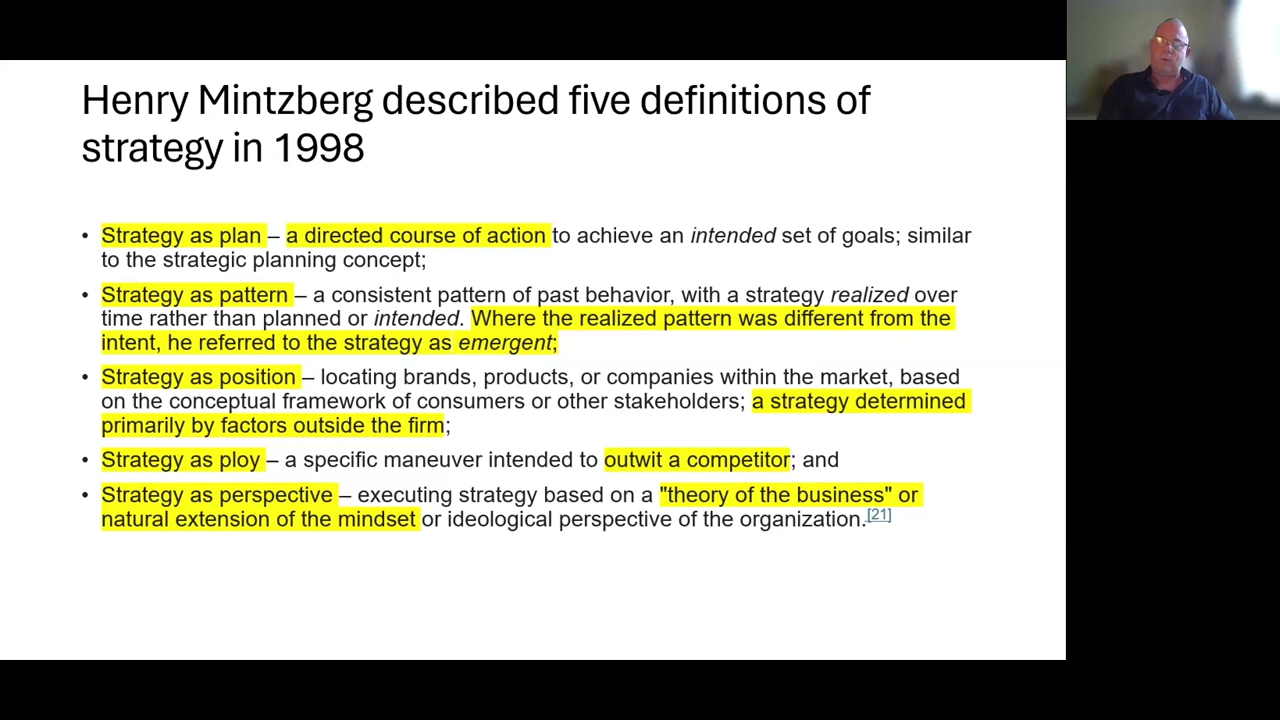 Henry Mintzberg described five definitions of
strategy in 1998
• Strategy as plan – a directed course of action to achieve an intended set of goals; similar
to the strategic planning concept;
• Strategy as pattern – a consistent pattern of past behavior, with a strategy realized over
time rather than planned or intended. Where the realized pattern was different from the
intent, he referred to the strategy as emergent;
• Strategy as position – locating brands, products, or companies within the market, based
on the conceptual framework of consumers or other stakeholders; a strategy determined
primarily by factors outside the firm;
• Strategy as ploy – a specific maneuver intended to outwit a competitor; and
• Strategy as perspective – executing strategy based on a "theory of the business" or
natural extension of the mindset or ideological perspective of the organization.[21]